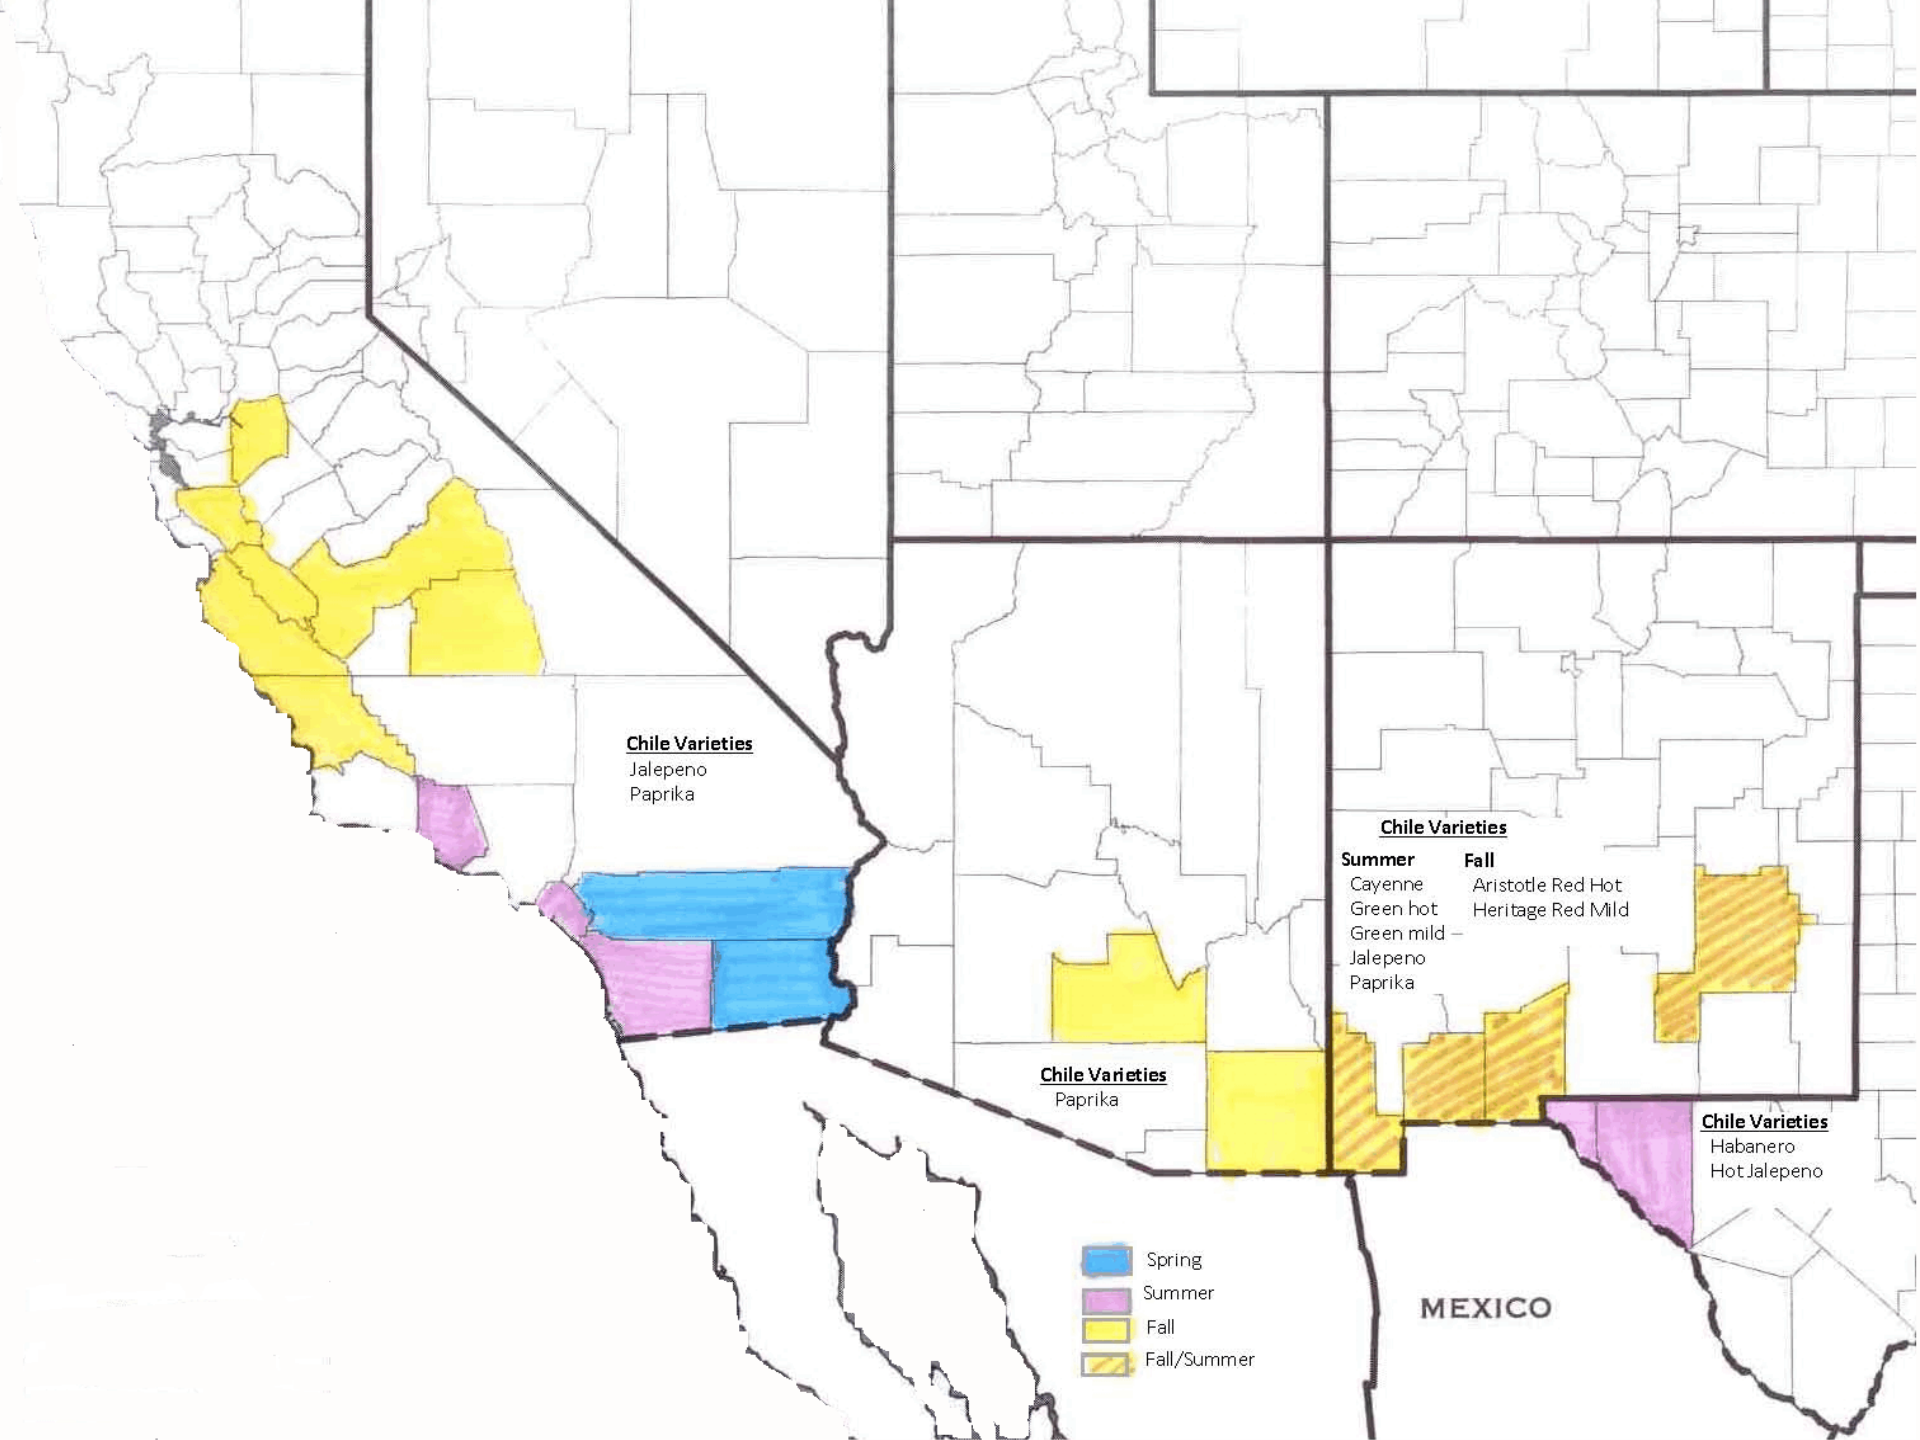 Chile Varieties
Jalepeno
Paprika
Chile Varieties
Summer Fall
Cayenne Aristotle Red Hot
Green hot Heritage Red Mild
Green mild –
Jalepeno
Paprika
Chile Varieties
Paprika
Chile Varieties
Habanero
Hot Jalepeno
Spring
Summer
Fall
Fall/Summer
MEXICO